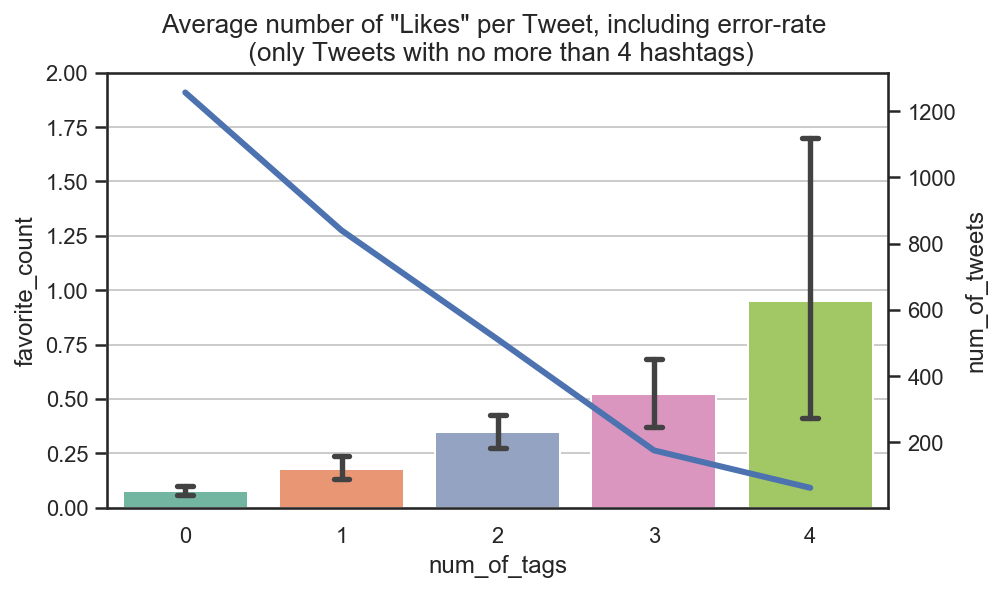 Average number of "Likes" per Tweet, including error-rate
(only Tweets with no more than 4 hashtags)
2.00
1.75
1.50
1.25
1.00
0.75
0.50
0.25
0.00
favorite_count
1200
1000
800
600
400
200
num_of_tweets
0 1 2 3 4
num_of_tags